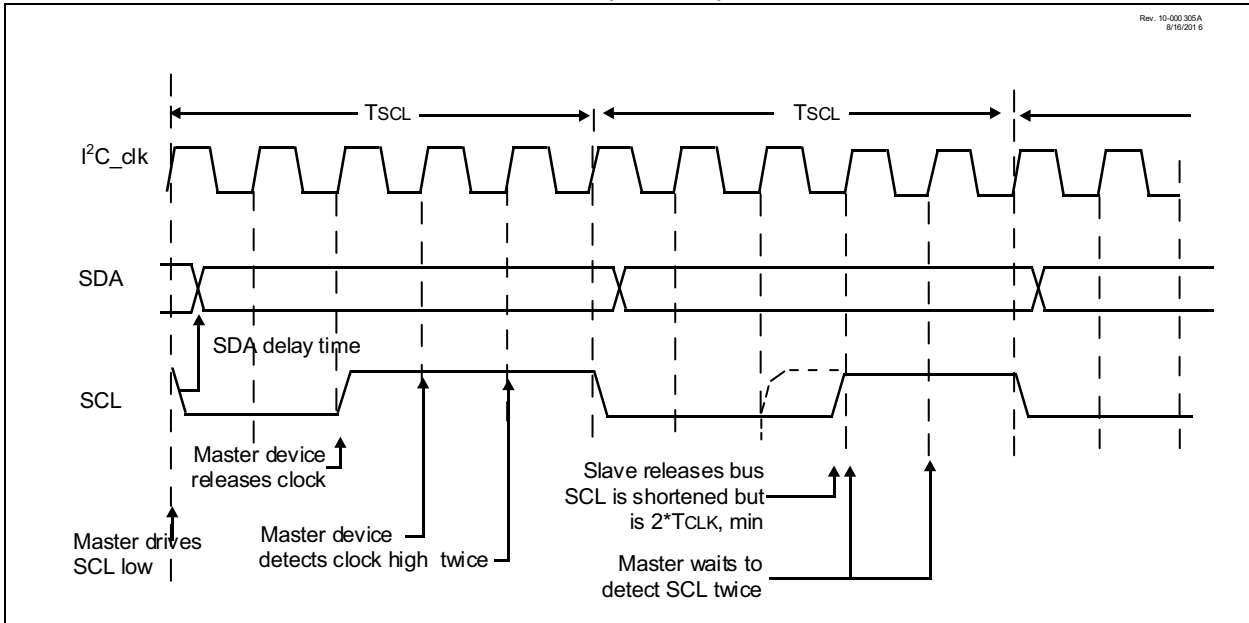 Rev. 10-000 305A
8/16/201 6
TSCL
TSCL
I²C_clk
SDA
SDA delay time
SCL
Master device
releases clock
Slave releases bus
SCL is shortened but
is 2*TCLK, min
Master drives
SCL low
Master device
detects clock high twice
Master waits to
detect SCL twice